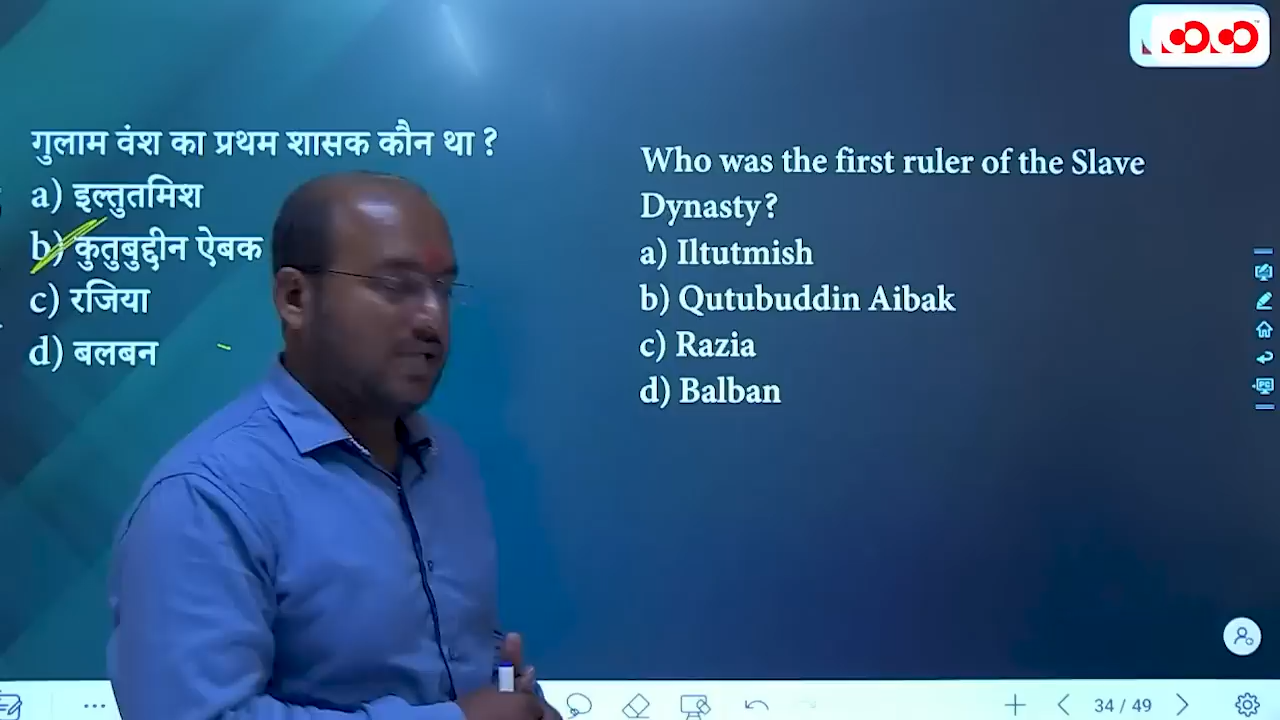 गुलाम वंश का प्रथम शासक कौन था ?
a) इल्तुतमिश
b) कुतुबुद्दीन ऐबक
c) रजिया
d) बलबन
Who was the first ruler of the Slave
Dynasty?
a) Iltutmish
b) Qutubuddin Aibak
c) Razia
d) Balban
PC
34 / 49